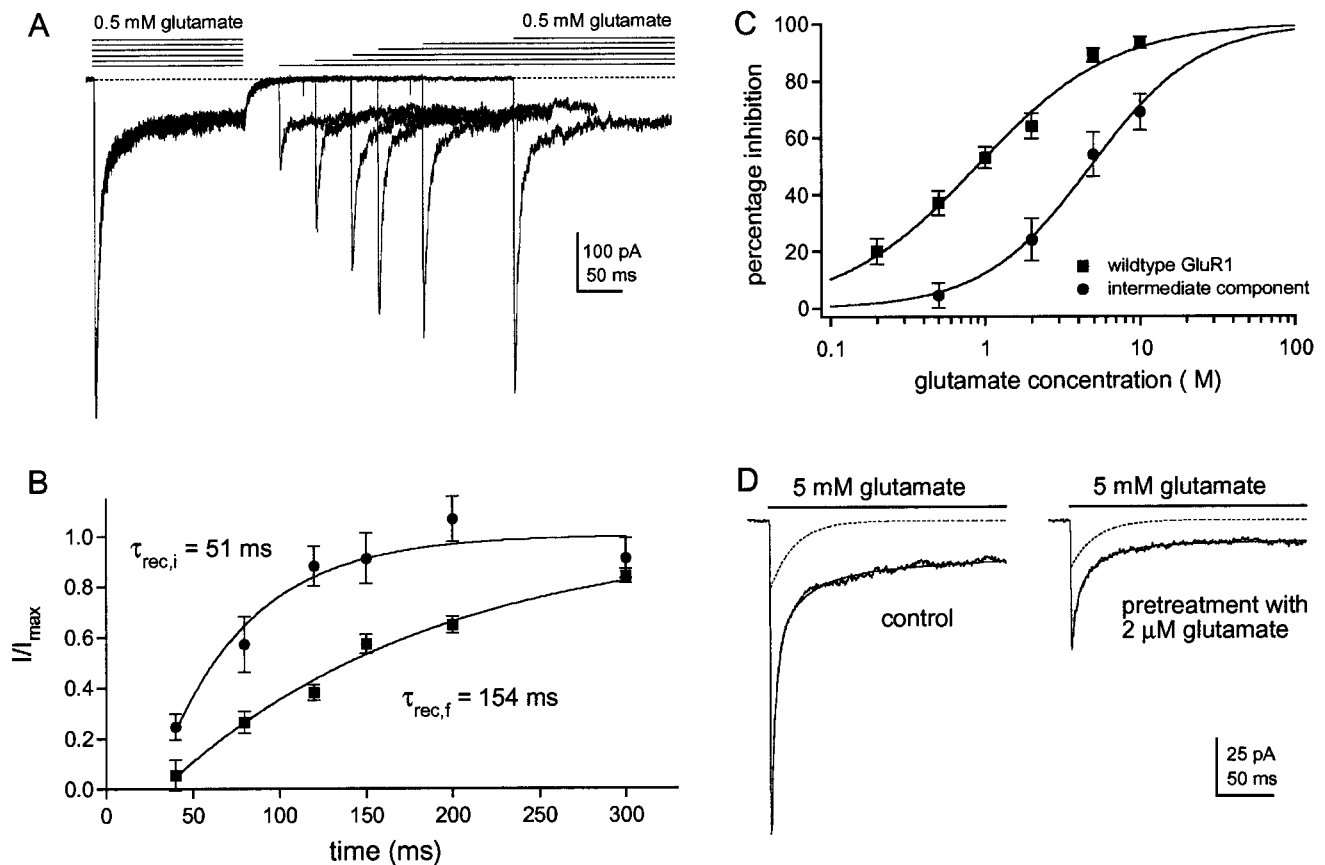 A
0.5 mM glutamate
0.5 mM glutamate
100 pA
50 ms
B
I/Imax
1.0
0.8
0.6
0.4
0.2
0.0
τrec,i = 51 ms
τrec,f = 154 ms
0
50
100
150
200
250
300
time (ms)
C
percentage inhibition
100
80
60
40
20
0
wildtype GluR1
intermediate component
0.1
1
10
100
glutamate concentration ( M)
D
5 mM glutamate
5 mM glutamate
control
pretreatment with
2 μM glutamate
25 pA
50 ms